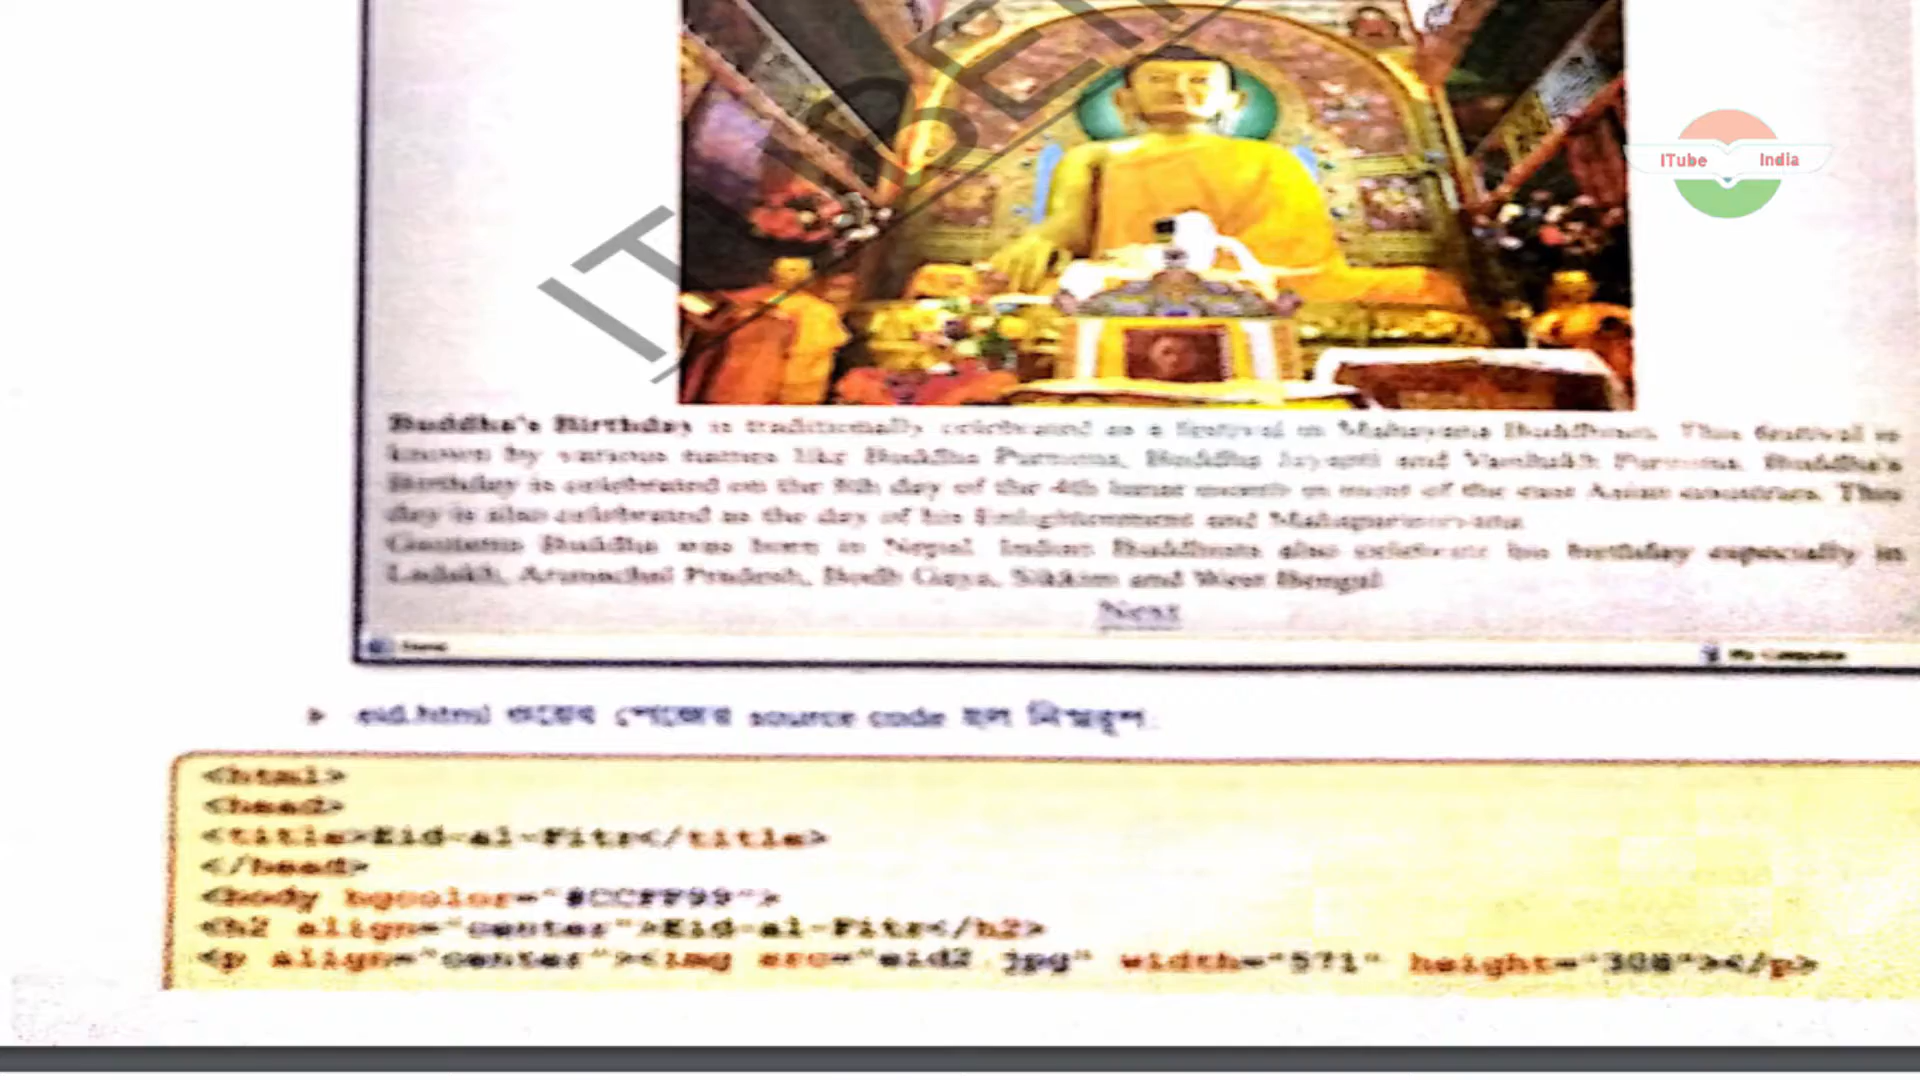 ITube India
Buddha's Birthday is traditionally celebrated as a festival in Mahayana Buddhism. This festival is
known by various names like Buddha Purnima, Buddha Jayanti and Vaishakh Purnima. Buddha's
Birthday is celebrated on the 8th day of the 4th lunar month in most of the east Asian countries. This
day is also celebrated as the day of his Enlightenment and Mahaparinirvana
Gautama Buddha was born in Nepal. Indian Buddhists also celebrate his birthday especially in
Ladakh, Arunachal Pradesh, Bodh Gaya, Sikkim and West Bengal
Next
My Computer
eid.html ওয়েব পেজের source code হল নিম্নরূপ:
<html>
<head>
<title>Eid-al-Fitr</title>
</head>
<body bgcolor="#CCFF99">
<h2 align="center">Eid-al-Fitr</h2>
<p align="center"><img src="eid2.jpg" width="571" height="308"></p>